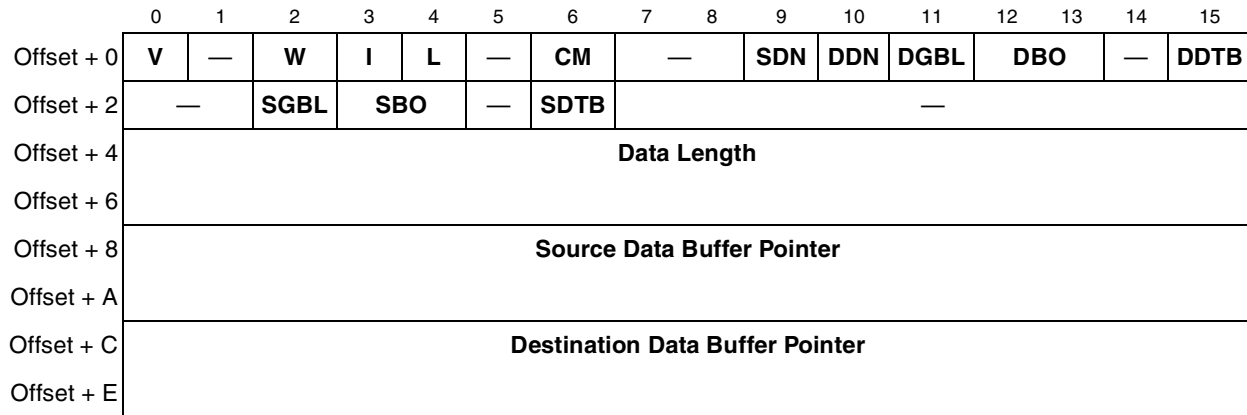 0 1 2 3 4 5 6 7 8 9 10 11 12 13 14 15
Offset + 0 V — W I L — CM — SDN DDN DGBL DBO — DDTB
Offset + 2 — SGBL SBO — SDTB —
Offset + 4 Data Length
Offset + 6
Offset + 8 Source Data Buffer Pointer
Offset + A
Offset + C Destination Data Buffer Pointer
Offset + E